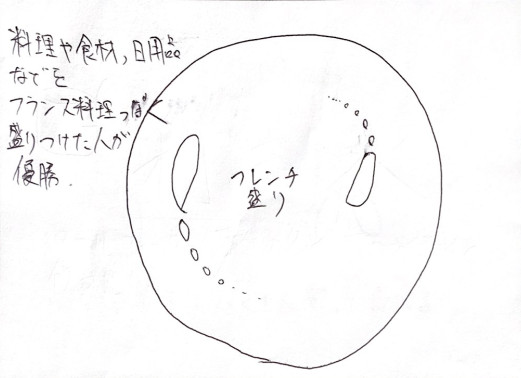 料理や食材,日用品
などを
フランス料理っぽく
盛りつけた人が
優勝.
フレンチ
盛り